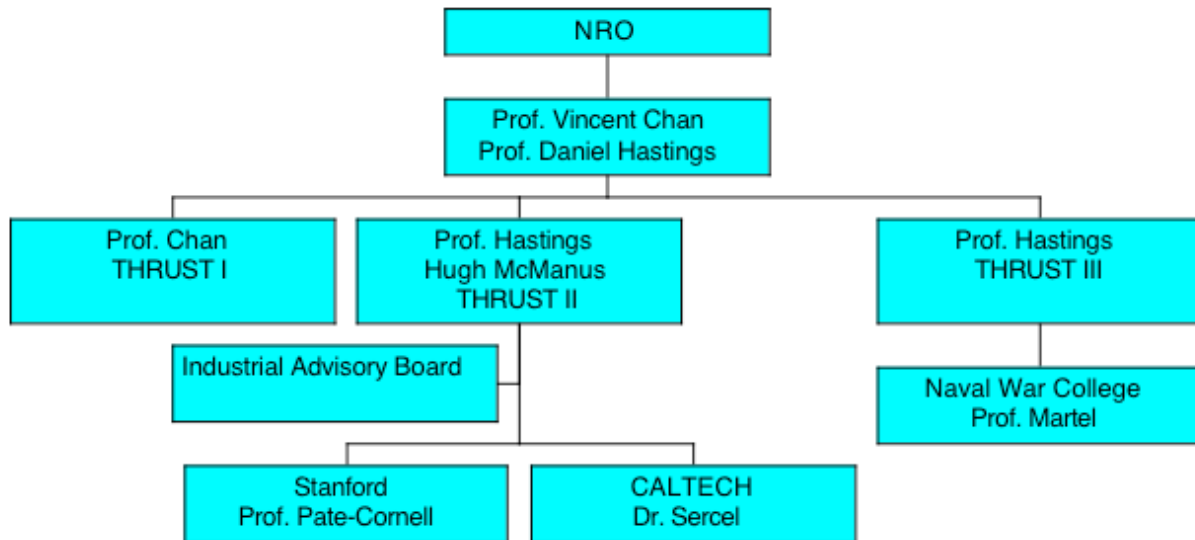 NRO
Prof. Vincent Chan
Prof. Daniel Hastings
Prof. Chan
THRUST I
Prof. Hastings
Hugh McManus
THRUST II
Prof. Hastings
THRUST III
Industrial Advisory Board
Naval War College
Prof. Martel
Stanford
Prof. Pate-Cornell
CALTECH
Dr. Sercel